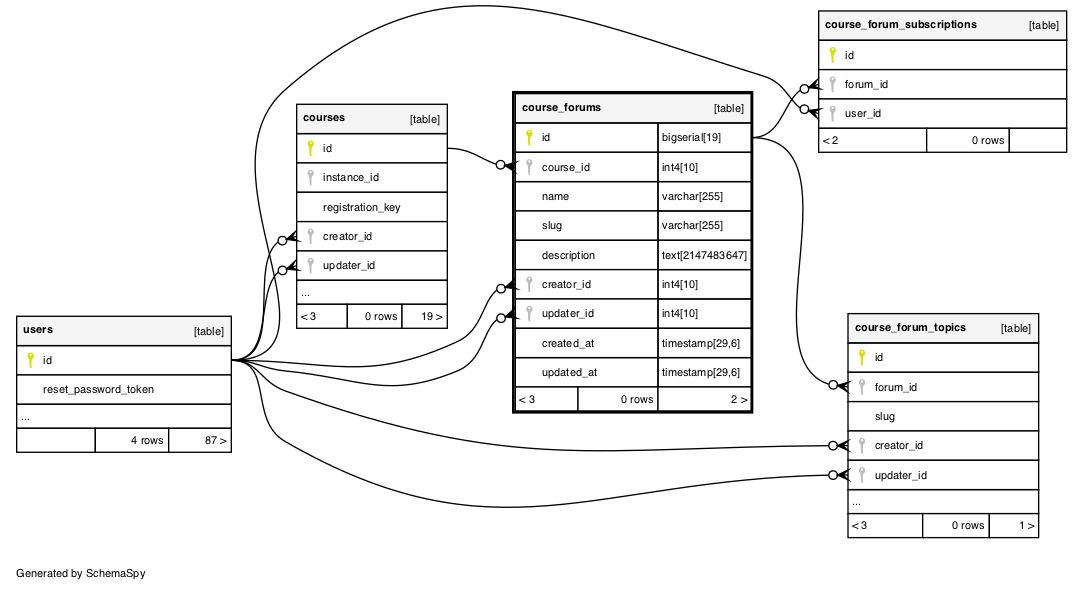 course_forum_subscriptions [table]
id
forum_id
user_id
< 2 0 rows
courses [table]
id
instance_id
registration_key
creator_id
updater_id
...
< 3 0 rows 19 >
course_forums [table]
id bigserial[19]
course_id int4[10]
name varchar[255]
slug varchar[255]
description text[2147483647]
creator_id int4[10]
updater_id int4[10]
created_at timestamp[29,6]
updated_at timestamp[29,6]
< 3 0 rows 2 >
users [table]
id
reset_password_token
...
4 rows 87 >
course_forum_topics [table]
id
forum_id
slug
creator_id
updater_id
...
< 3 0 rows 1 >
Generated by SchemaSpy